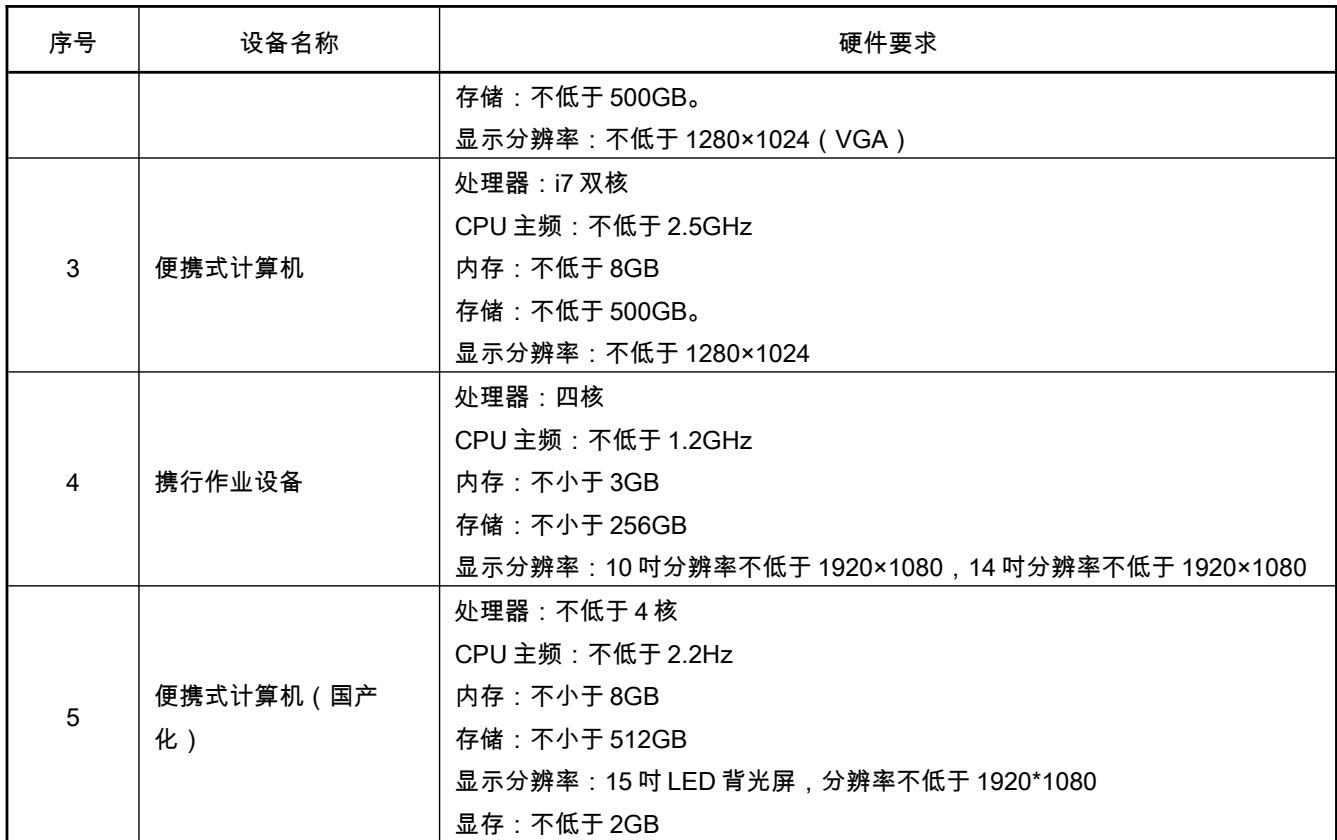 序号 设备名称 硬件要求
存储：不低于 500GB。
显示分辨率：不低于 1280×1024（VGA）
3 便携式计算机
处理器：i7 双核
CPU 主频：不低于 2.5GHz
内存：不低于 8GB
存储：不低于 500GB。
显示分辨率：不低于 1280×1024
4 携行作业设备
处理器：四核
CPU 主频：不低于 1.2GHz
内存：不小于 3GB
存储：不小于 256GB
显示分辨率：10 吋分辨率不低于 1920×1080，14 吋分辨率不低于 1920×1080
5 便携式计算机（国产
化）
处理器：不低于 4 核
CPU 主频：不低于 2.2Hz
内存：不小于 8GB
存储：不小于 512GB
显示分辨率：15 吋 LED 背光屏，分辨率不低于 1920*1080
显存：不低于 2GB